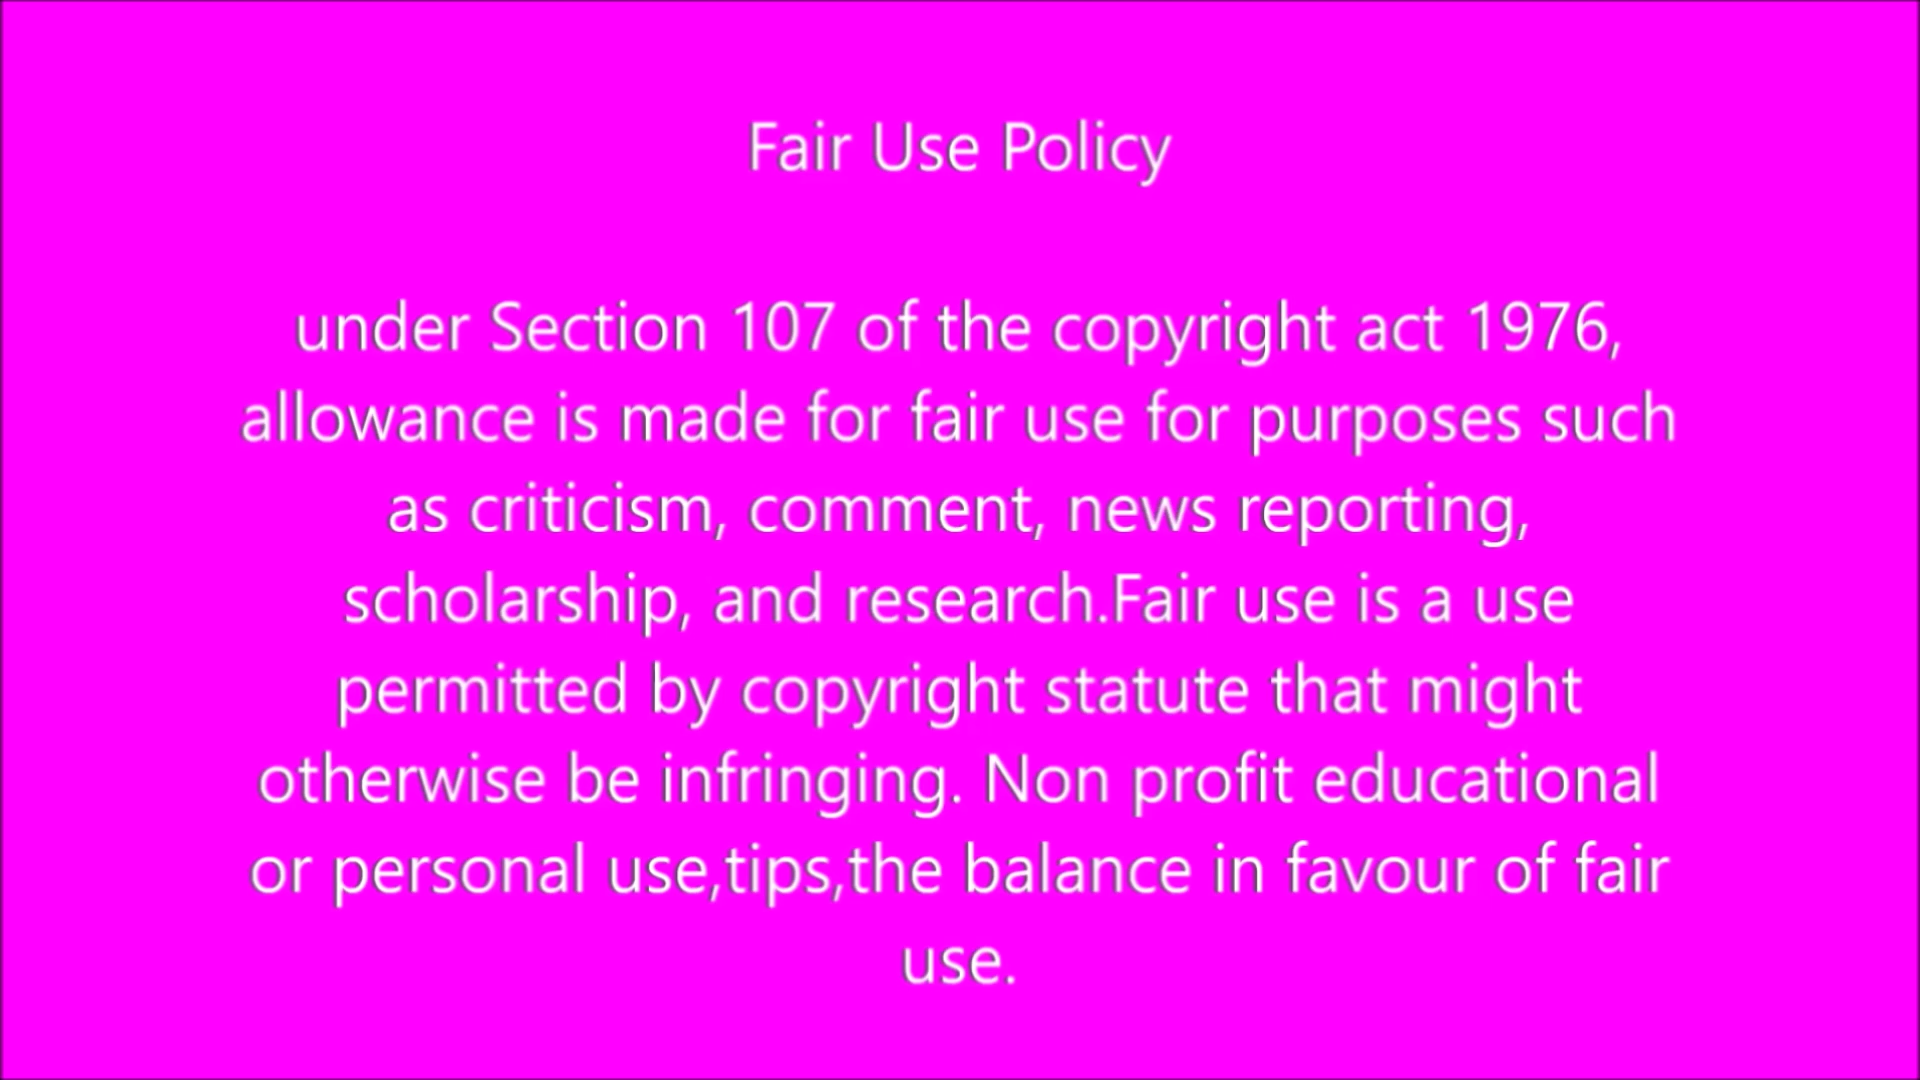 Fair Use Policy
under Section 107 of the copyright act 1976,
allowance is made for fair use for purposes such
as criticism, comment, news reporting,
scholarship, and research.Fair use is a use
permitted by copyright statute that might
otherwise be infringing. Non profit educational
or personal use,tips,the balance in favour of fair
use.